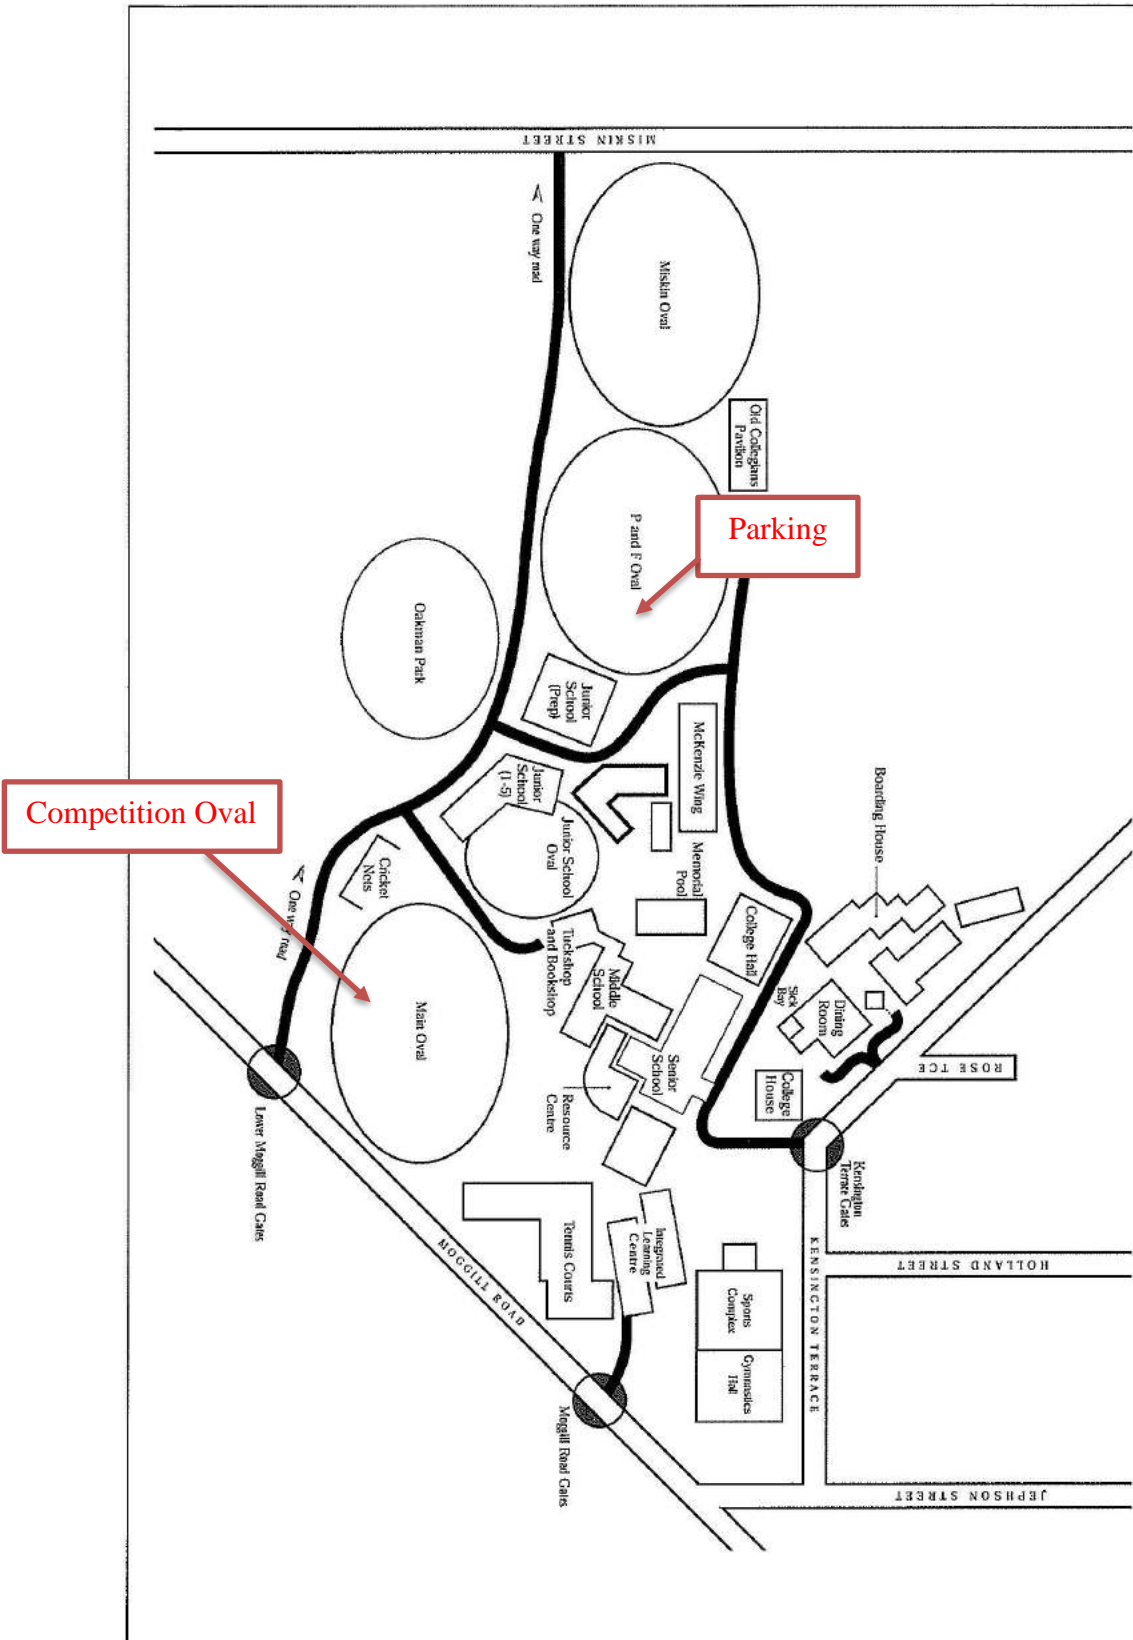 MISKIN STREET
One way road
Miskin Oval
Old Collegians
Pavilion
P and F Oval
Parking
Oakman Park
Junior
School
(Prep)
McKenzie Wing
Boarding House
Junior
School
(1-5)
Competition Oval
Junior School
Oval
Memorial
Pool
Cricket
Nets
One way road
College Hall
Tuckshop
and Bookshop
Middle
School
Sick
Bay
Dining
Room
Main Oval
Senior
School
ROSE TCE
College
House
Resource
Centre
Lower Moggill Road Gates
Kensington
Terrace Gates
Integrated
Learning
Centre
Tennis Courts
MOGGILL ROAD
HOLLAND STREET
KENSINGTON TERRACE
Sports
Complex
Gymnastics
Hall
Moggill Road Gates
JEPHSON STREET